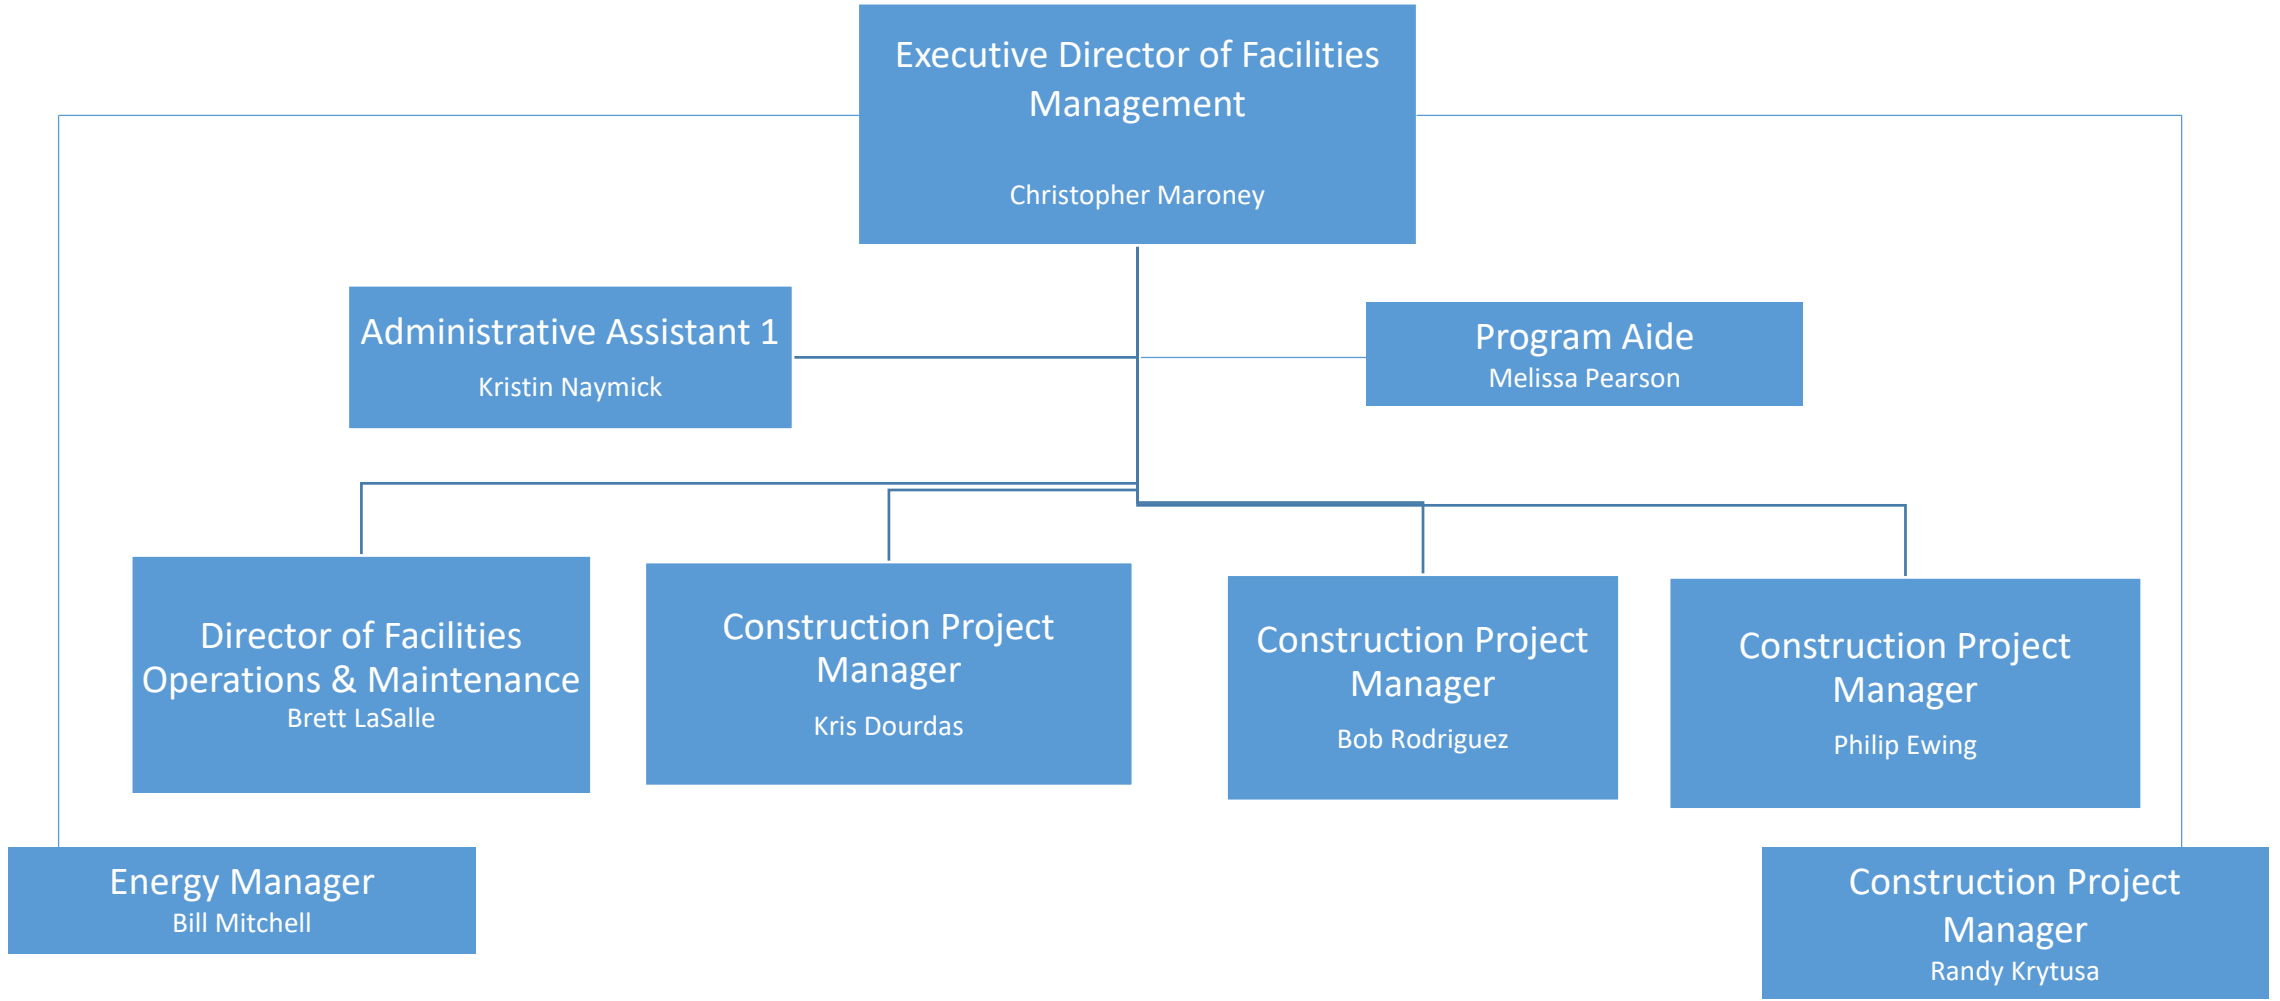 Executive Director of Facilities
Management
Christopher Maroney
Administrative Assistant 1
Kristin Naymick
Program Aide
Melissa Pearson
Director of Facilities
Operations & Maintenance
Brett LaSalle
Construction Project
Manager
Kris Dourdas
Construction Project
Manager
Bob Rodriguez
Construction Project
Manager
Philip Ewing
Energy Manager
Bill Mitchell
Construction Project
Manager
Randy Krytusa